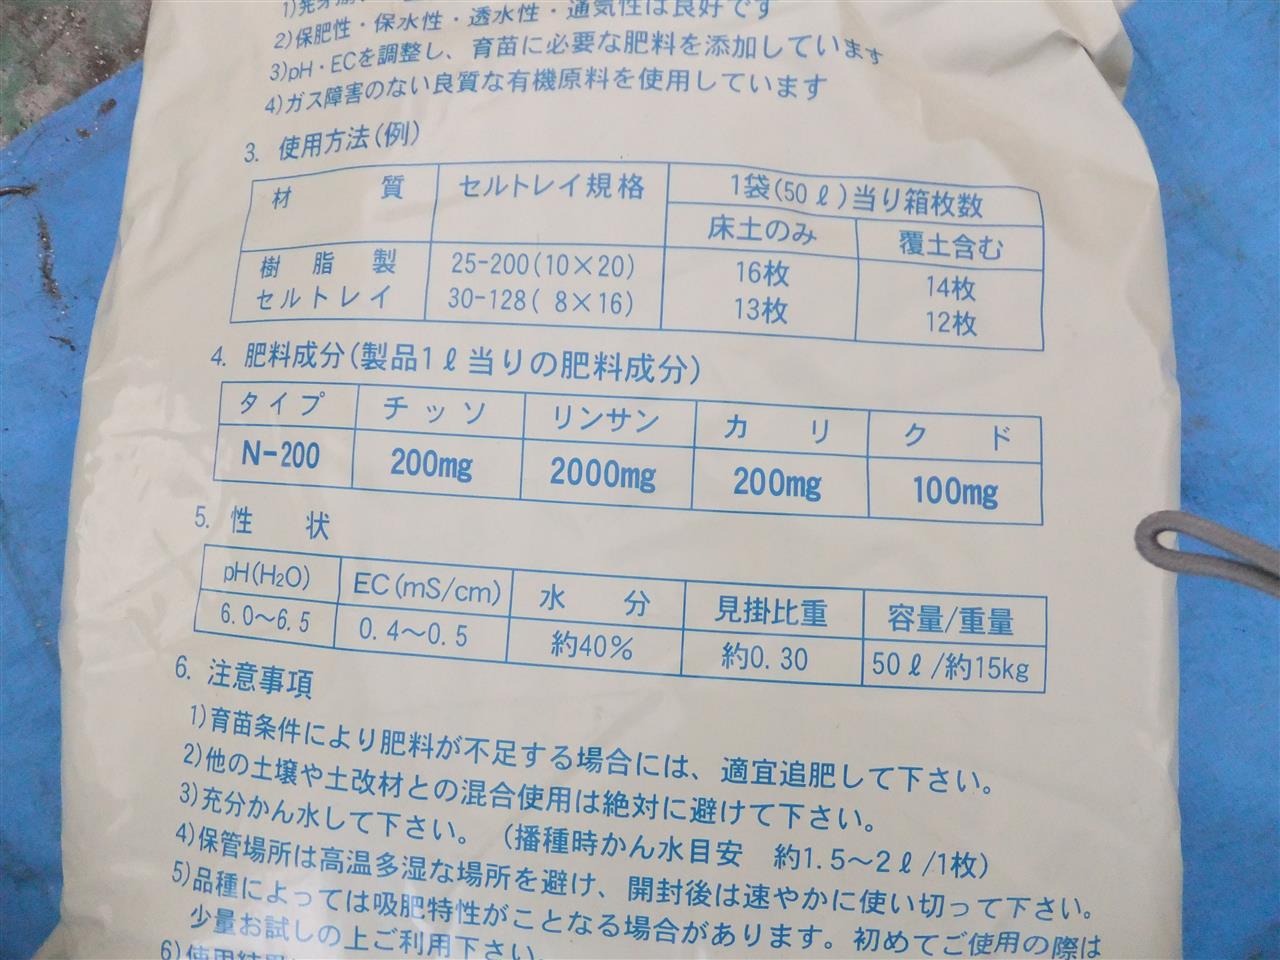 2)保肥性・保水性・透水性・通気性は良好です
3)pH・ECを調整し、育苗に必要な肥料を添加しています
4)ガス障害のない良質な有機原料を使用しています
3. 使用方法(例)
材 質 セルトレイ規格 1袋(50ℓ)当り箱枚数
床土のみ 覆土含む
樹脂製 25-200(10×20) 16枚 14枚
セルトレイ 30-128( 8×16) 13枚 12枚
4. 肥料成分(製品1ℓ当りの肥料成分)
タイプ チッソ リンサン カリ クド
N-200 200mg 2000mg 200mg 100mg
5. 性 状
pH(H₂O) EC(mS/cm) 水 分 見掛比重 容量/重量
6.0～6.5 0.4～0.5 約40% 約0.30 50ℓ/約15kg
6. 注意事項
1)育苗条件により肥料が不足する場合には、適宜追肥して下さい。
2)他の土壌や土改材との混合使用は絶対に避けて下さい。
3)充分かん水して下さい。(播種時かん水目安 約1.5～2ℓ/1枚)
4)保管場所は高温多湿な場所を避け、開封後は速やかに使い切って下さい。
5)品種によっては吸肥特性がことなる場合があります。初めてご使用の際は
少量お試しの上ご利用下さい。